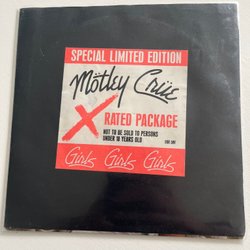 SPECIAL LIMITED EDITION
Mötley Crüe
X RATED PACKAGE
NOT TO BE SOLD TO PERSONS
UNDER 18 YEARS OLD
Girls Girls Girls